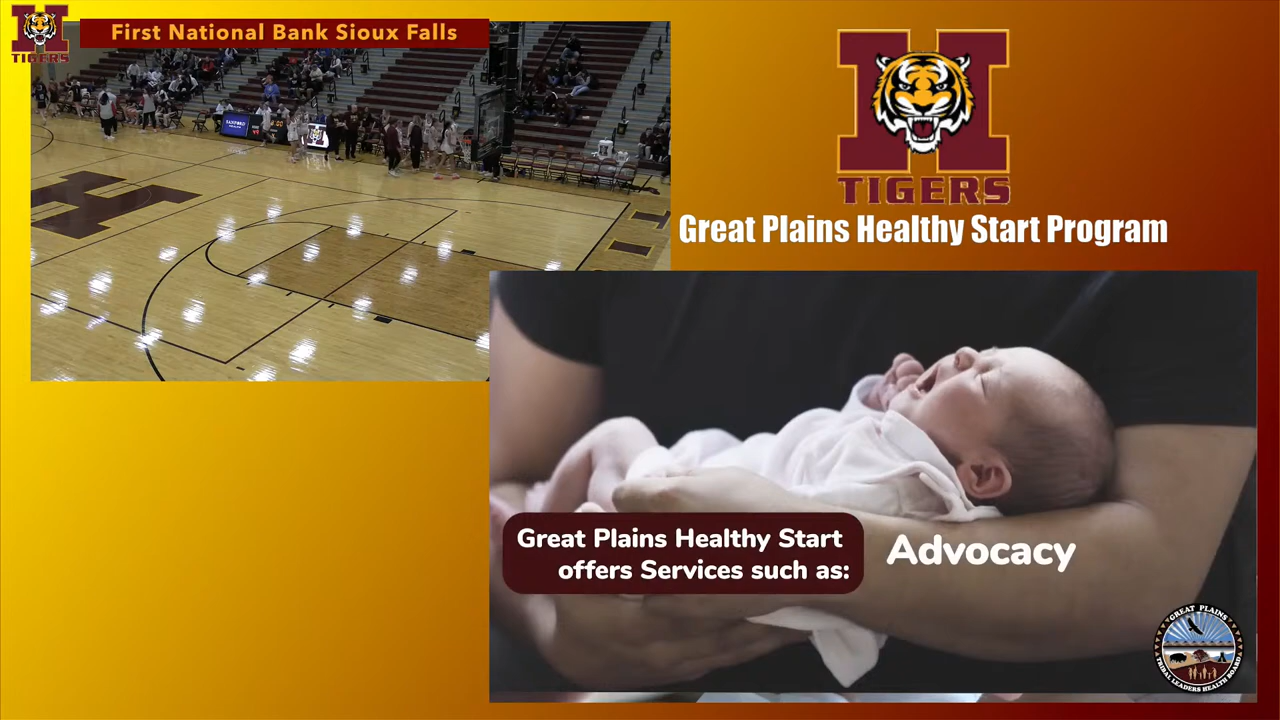 H
TIGERS
First National Bank Sioux Falls
SANFORD
H
TIGERS
Great Plains Healthy Start Program
Great Plains Healthy Start
offers Services such as:
Advocacy
GREAT PLAINS
TRIBAL LEADERS HEALTH BOARD